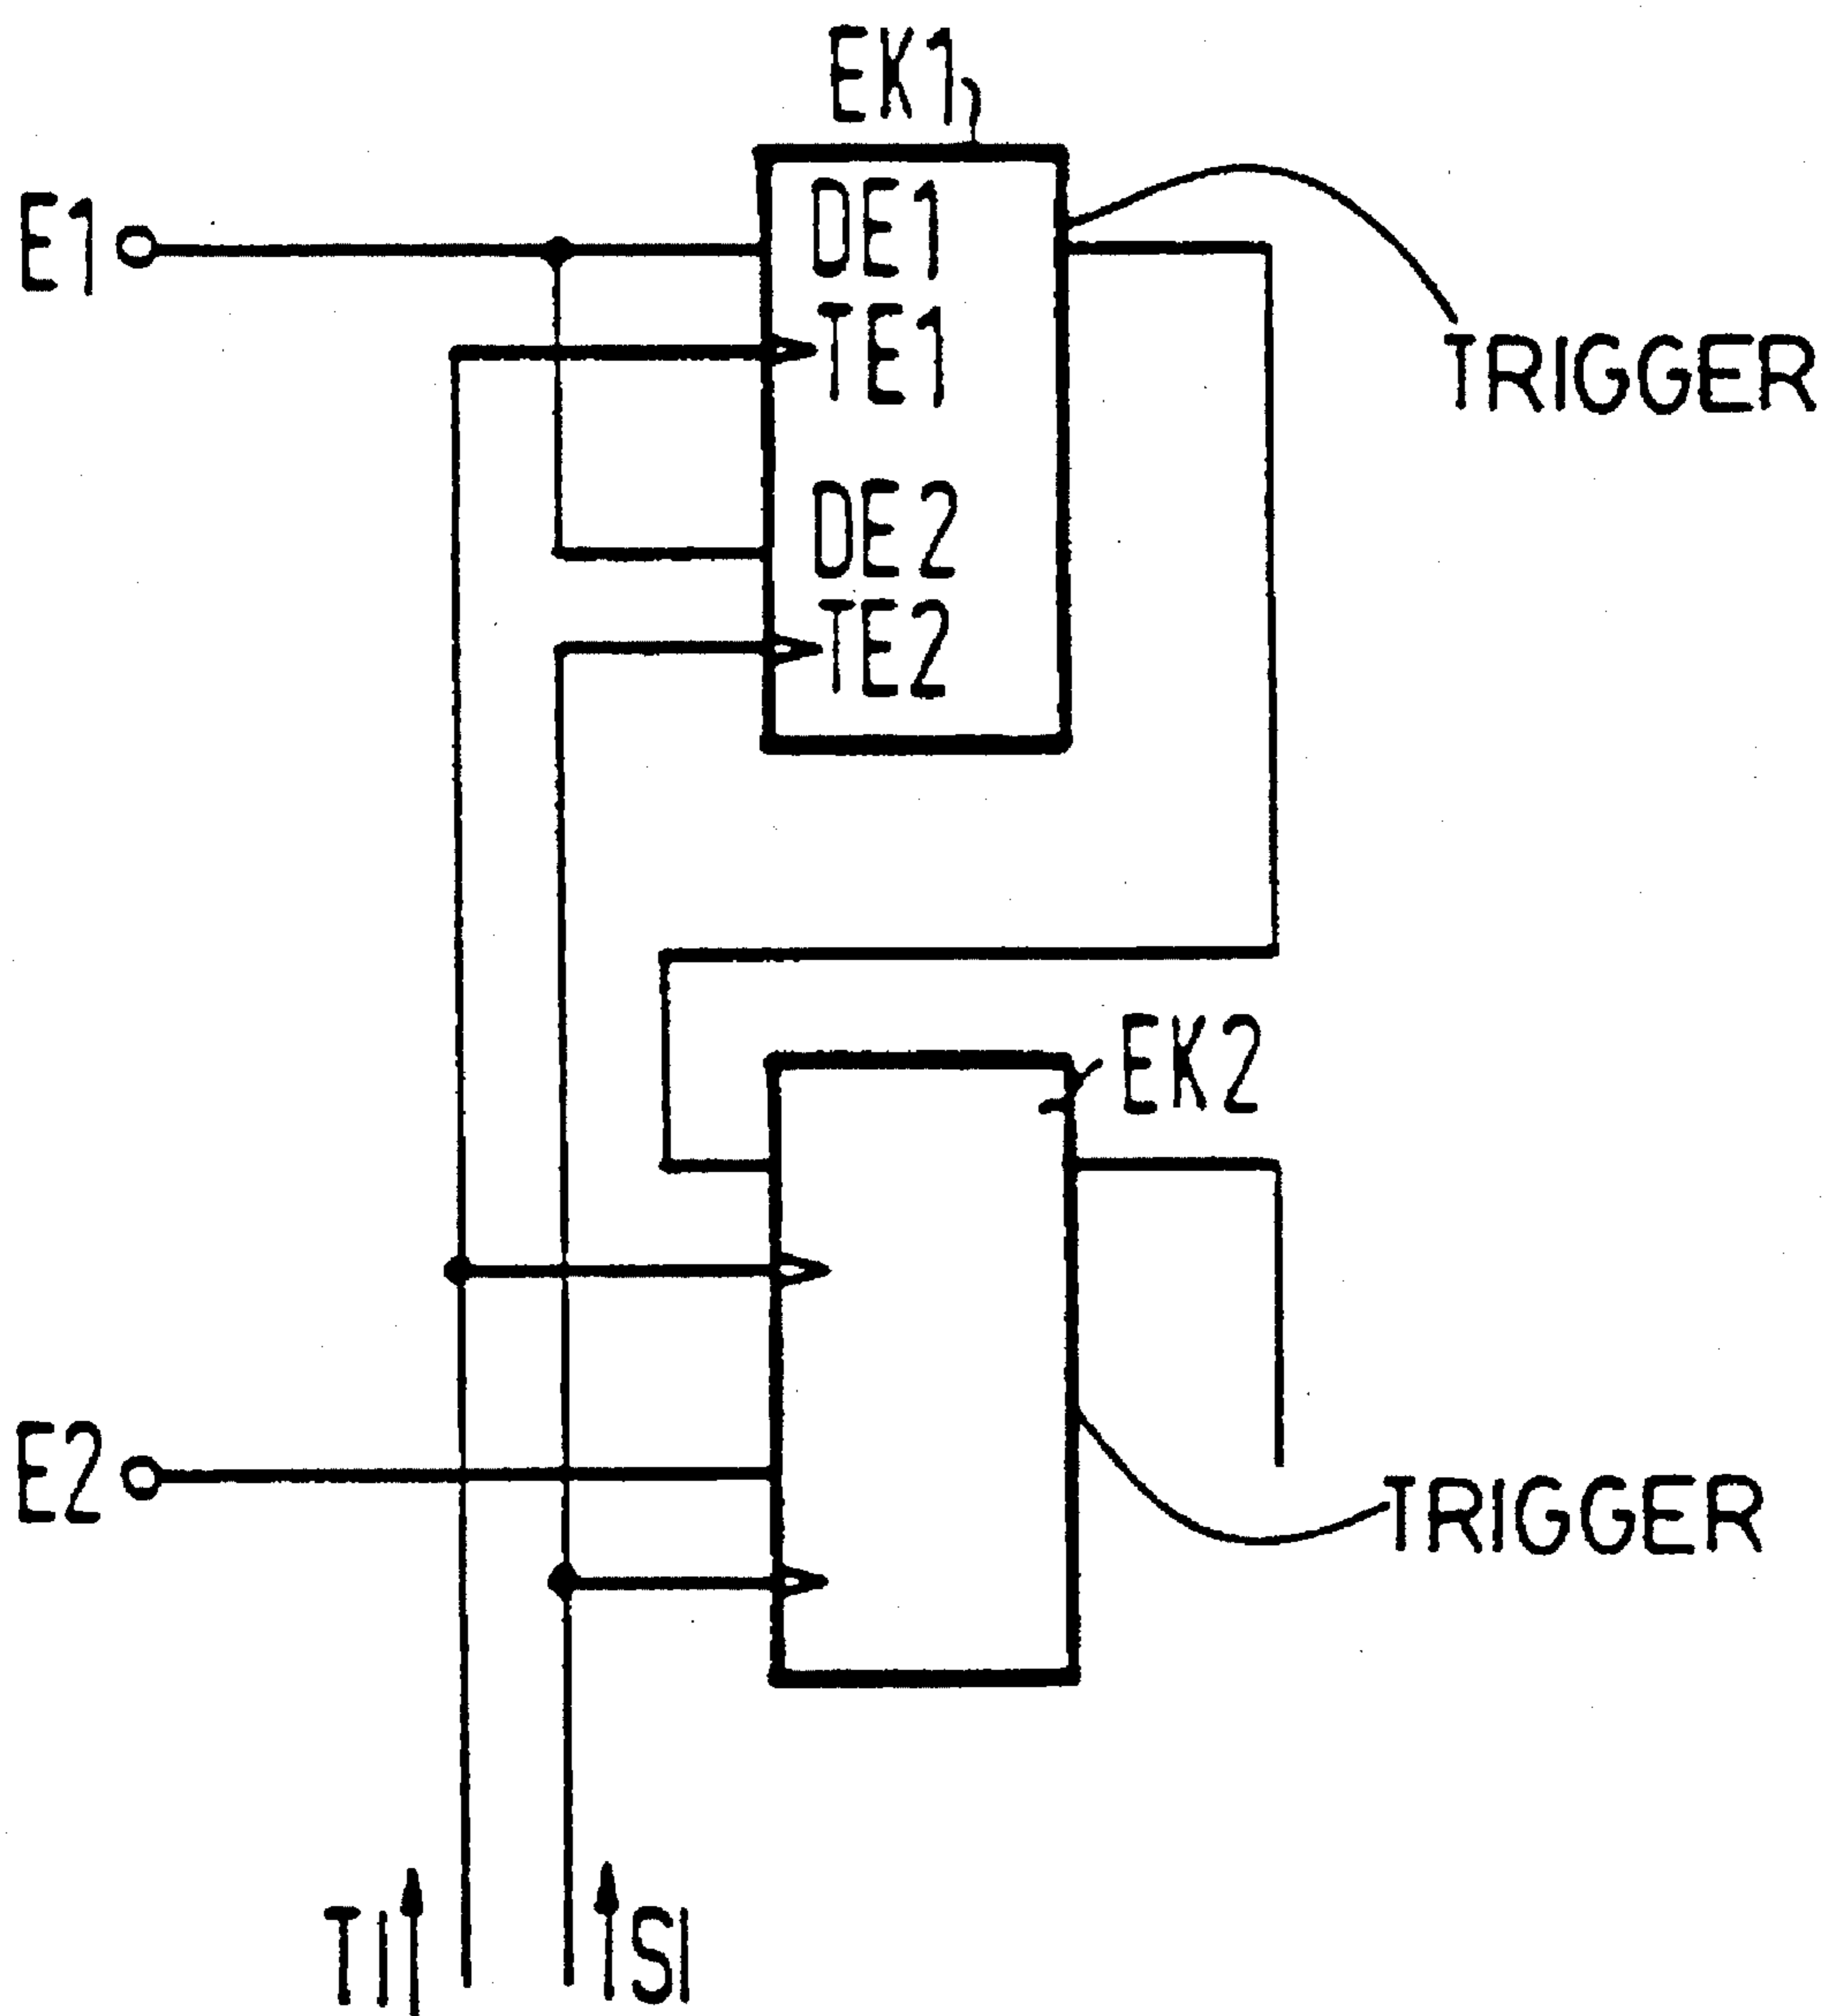 EK1
E1
DE1
TE1
TRIGGER
DE2
TE2
EK2
E2
TRIGGER
TI
SI